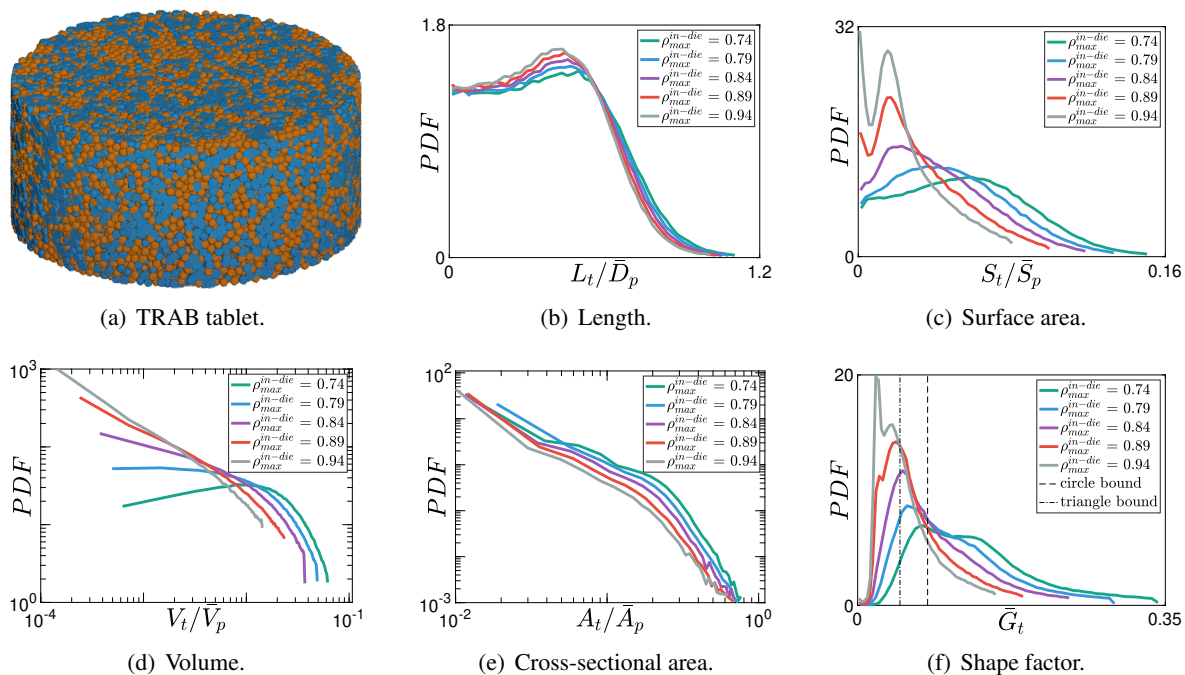 1.8
PDF
ρ_max^in-die = 0.74
ρ_max^in-die = 0.79
ρ_max^in-die = 0.84
ρ_max^in-die = 0.89
ρ_max^in-die = 0.94
0
0
L_t/D̄_p
1.2
32
PDF
ρ_max^in-die = 0.74
ρ_max^in-die = 0.79
ρ_max^in-die = 0.84
ρ_max^in-die = 0.89
ρ_max^in-die = 0.94
0
0
S_t/S̄_p
0.16
(a) TRAB tablet.
(b) Length.
(c) Surface area.
10^3
PDF
ρ_max^in-die = 0.74
ρ_max^in-die = 0.79
ρ_max^in-die = 0.84
ρ_max^in-die = 0.89
ρ_max^in-die = 0.94
10^0
10^-4
V_t/V̄_p
10^-1
10^2
PDF
ρ_max^in-die = 0.74
ρ_max^in-die = 0.79
ρ_max^in-die = 0.84
ρ_max^in-die = 0.89
ρ_max^in-die = 0.94
10^-3
10^-2
A_t/Ā_p
10^0
20
PDF
ρ_max^in-die = 0.74
ρ_max^in-die = 0.79
ρ_max^in-die = 0.84
ρ_max^in-die = 0.89
ρ_max^in-die = 0.94
circle bound
triangle bound
0
0
Ḡ_t
0.35
(d) Volume.
(e) Cross-sectional area.
(f) Shape factor.